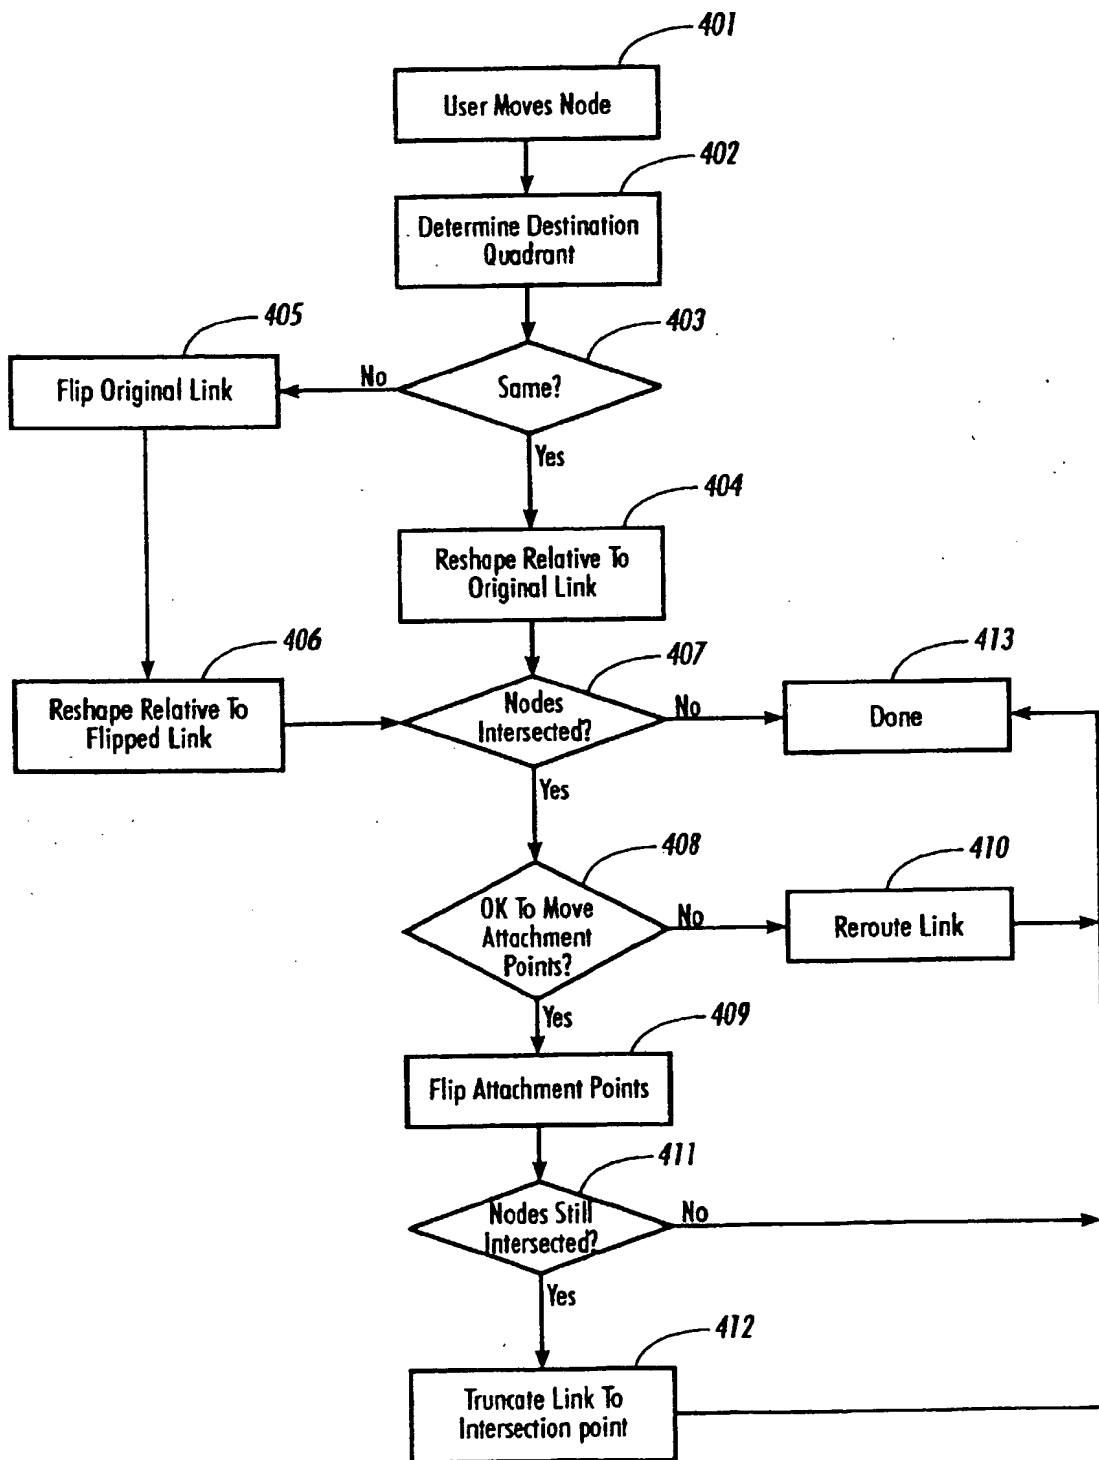 401
User Moves Node
402
Determine Destination
Quadrant
405
403
Flip Original Link
No
Same?
Yes
404
Reshape Relative To
Original Link
406
407
413
Reshape Relative To
Flipped Link
Nodes
Intersected?
No
Done
Yes
408
410
OK To Move
Attachment
Points?
No
Reroute Link
Yes
409
Flip Attachment Points
411
Nodes Still
Intersected?
No
Yes
412
Truncate Link To
Intersection point